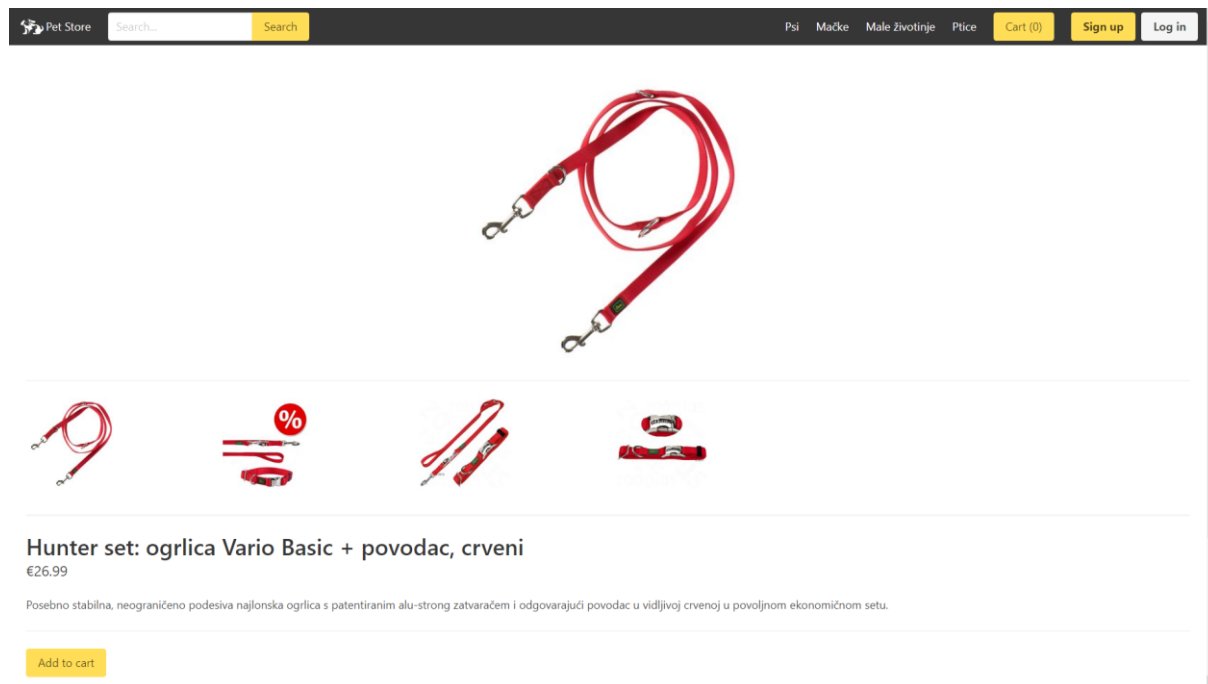 Pet Store
Search...
Search
Psi
Mačke
Male životinje
Ptice
Cart (0)
Sign up
Log in
%
Hunter set: ogrlica Vario Basic + povodac, crveni
€26.99
Posebno stabilna, neograničeno podesiva najlonska ogrlica s patentiranim alu-strong zatvaračem i odgovarajući povodac u vidljivoj crvenoj u povoljnom ekonomičnom setu.
Add to cart